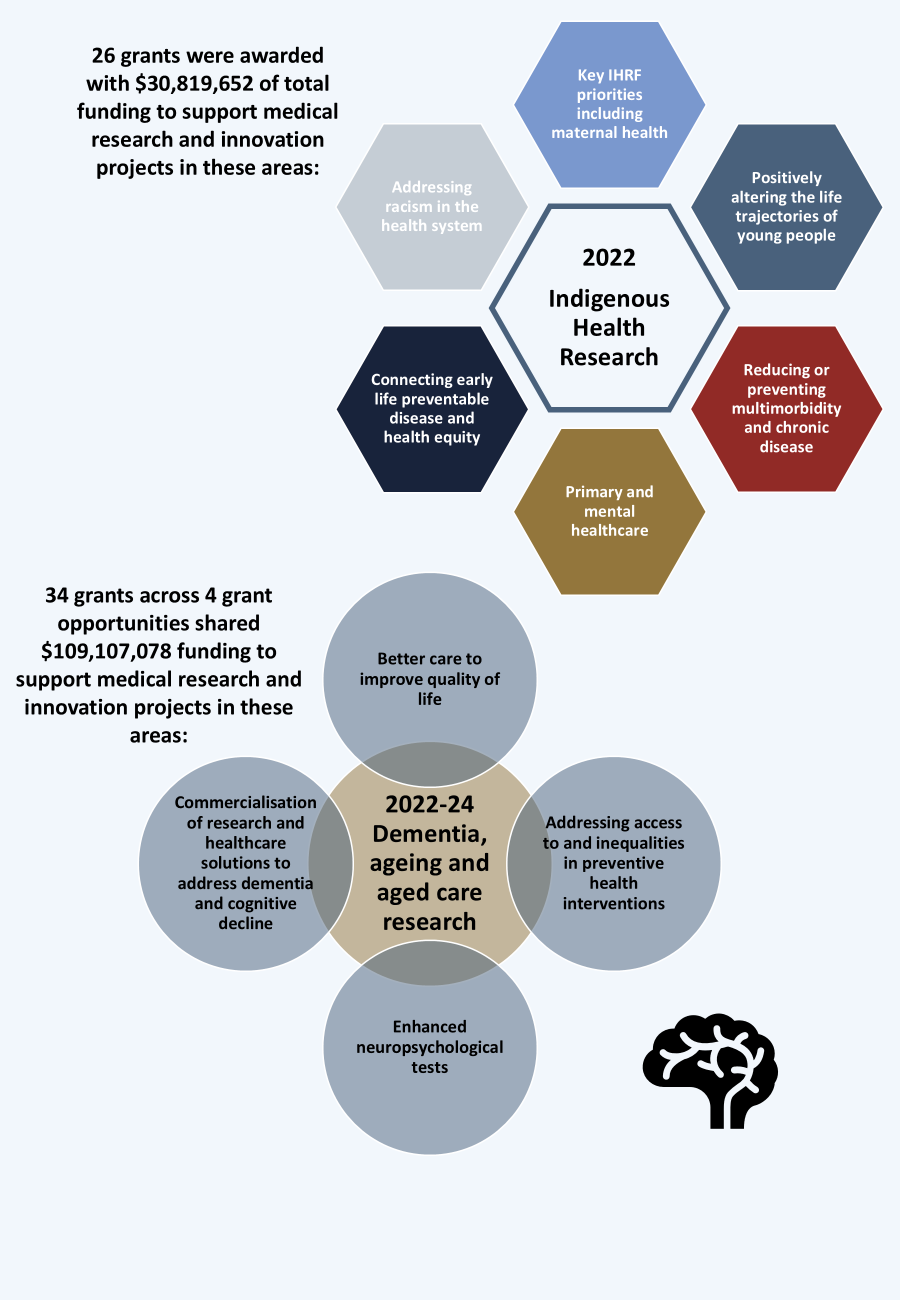 26 grants were awarded
with $30,819,652 of total
funding to support medical
research and innovation
projects in these areas:
Key IHRF
priorities
including
maternal health
Addressing
racism in the
health system
Positively
altering the life
trajectories of
young people
2022
Indigenous
Health
Research
Connecting early
life preventable
disease and
health equity
Reducing or
preventing
multimorbidity
and chronic
disease
Primary and
mental
healthcare
34 grants across 4 grant
opportunities shared
$109,107,078 funding to
support medical research and
innovation projects in these
areas:
Better care to
improve quality of
life
Commercialisation
of research and
healthcare
solutions to
address dementia
and cognitive
decline
2022-24
Dementia,
ageing and
aged care
research
Addressing access
to and inequalities
in preventive
health
interventions
Enhanced
neuropsychological
tests